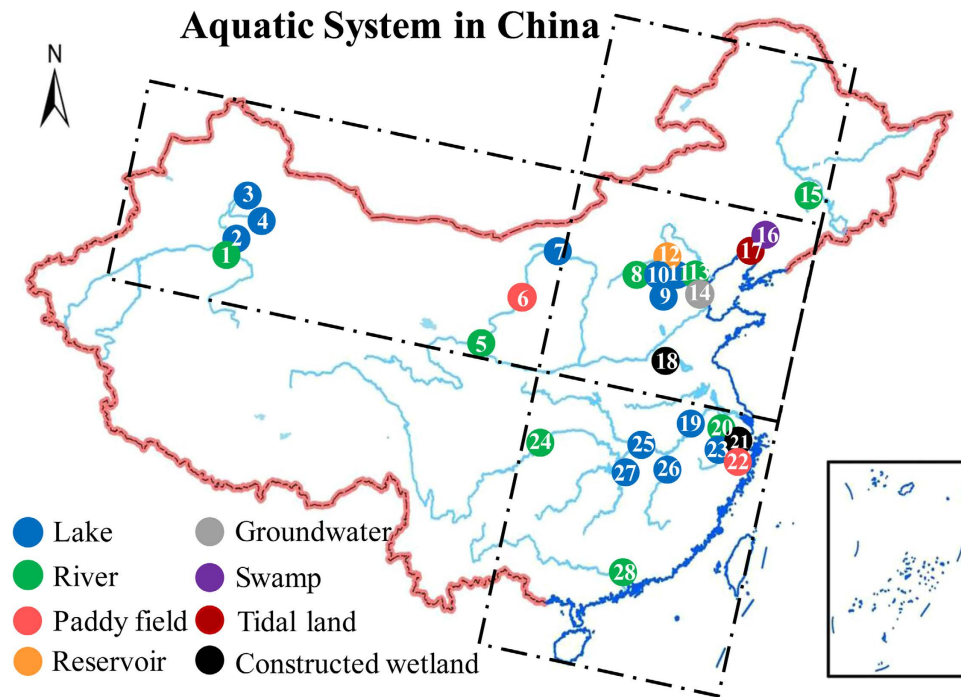 Aquatic System in China
N
3
4
2
1
15
16
17
7
12
8
10
11
13
6
9
14
5
18
19
20
21
24
25
23
22
27
26
28
Lake
Groundwater
River
Swamp
Paddy field
Tidal land
Reservoir
Constructed wetland